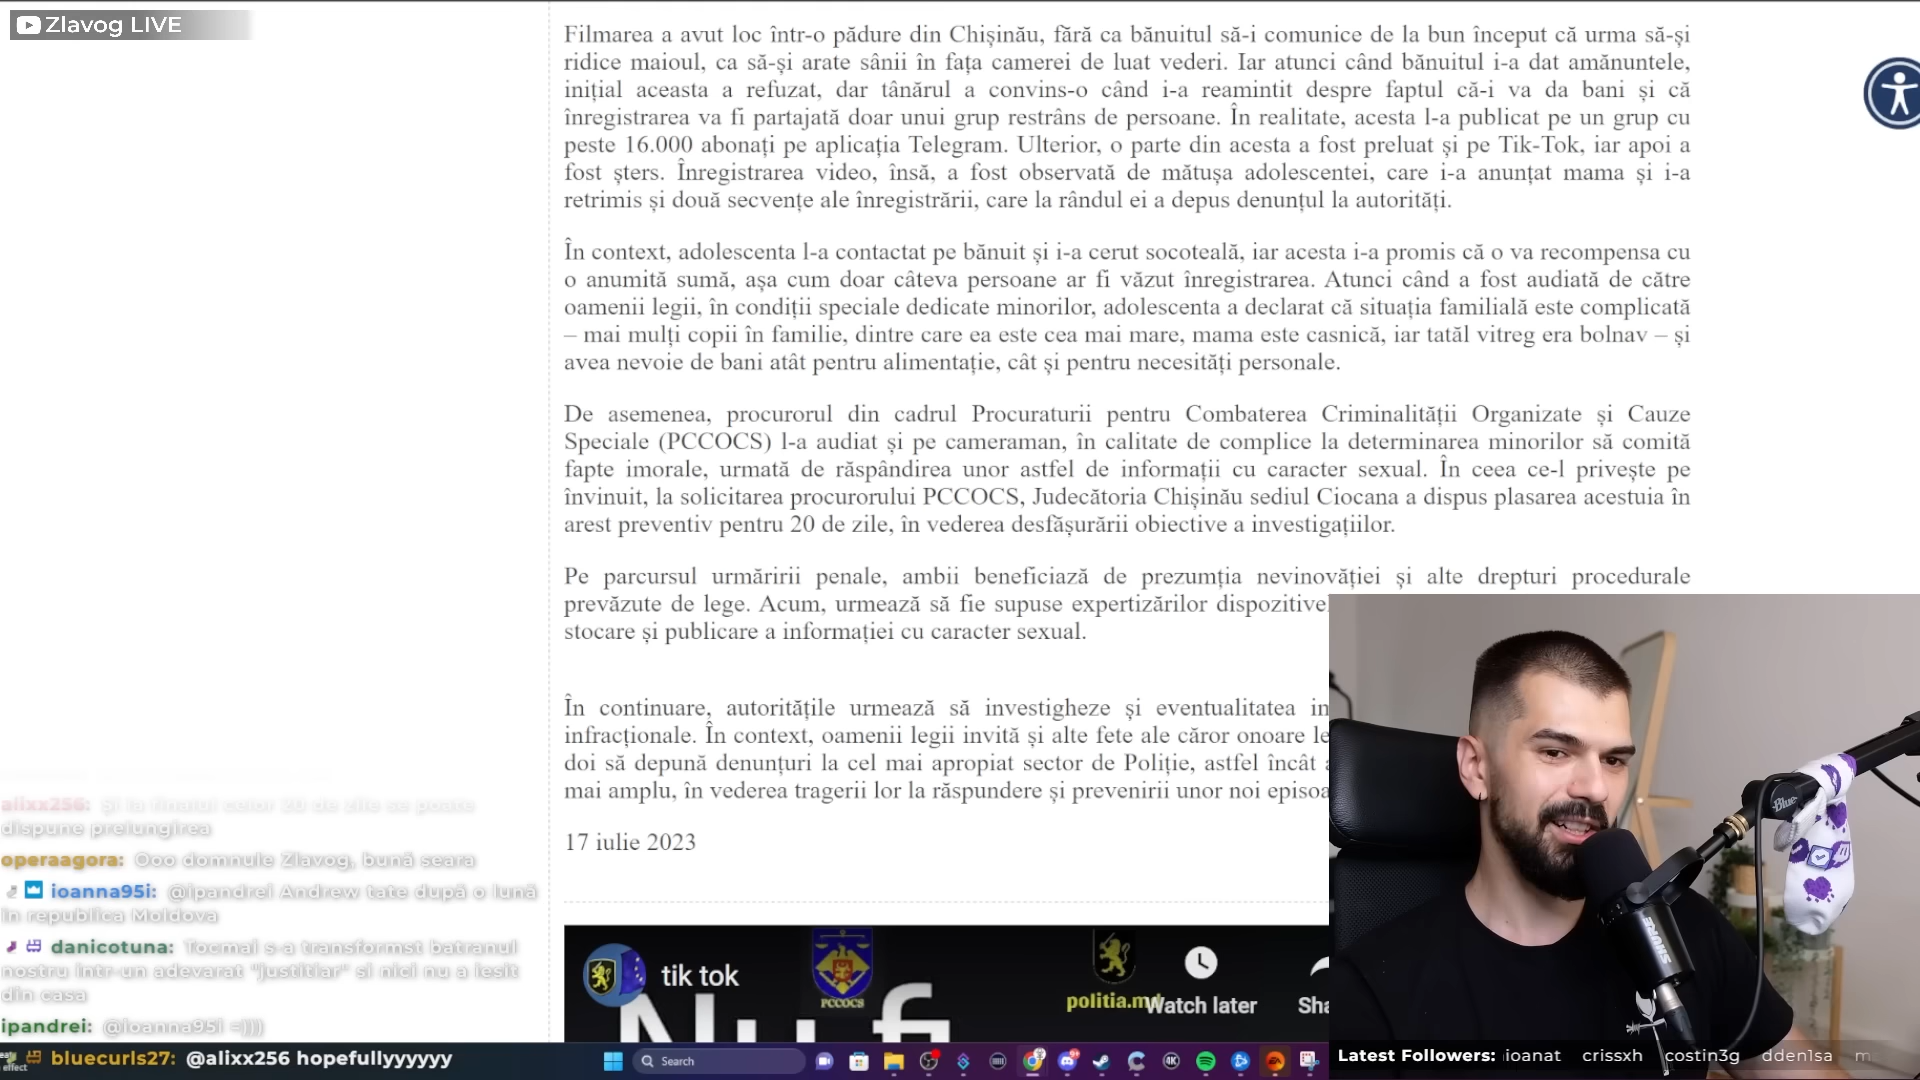 Zlavog LIVE
Filmarea a avut loc într-o pădure din Chișinău, fără ca bănuitul să-i comunice de la bun început că urma să-și
ridice maioul, ca să-și arate sânii în fața camerei de luat vederi. Iar atunci când bănuitul i-a dat amănuntele,
inițial aceasta a refuzat, dar tânărul a convins-o când i-a reamintit despre faptul că-i va da bani și că
înregistrarea va fi partajată doar unui grup restrâns de persoane. În realitate, acesta l-a publicat pe un grup cu
peste 16.000 abonați pe aplicația Telegram. Ulterior, o parte din acesta a fost preluat și pe Tik-Tok, iar apoi a
fost șters. Înregistrarea video, însă, a fost observată de mătușa adolescentei, care i-a anunțat mama și i-a
retrimis și două secvențe ale înregistrării, care la rândul ei a depus denunțul la autorități.
În context, adolescenta l-a contactat pe bănuit și i-a cerut socoteală, iar acesta i-a promis că o va recompensa cu
o anumită sumă, așa cum doar câteva persoane ar fi văzut înregistrarea. Atunci când a fost audiată de către
oamenii legii, în condiții speciale dedicate minorilor, adolescenta a declarat că situația familială este complicată
– mai mulți copii în familie, dintre care ea este cea mai mare, mama este casnică, iar tatăl vitreg era bolnav – și
avea nevoie de bani atât pentru alimentație, cât și pentru necesități personale.
De asemenea, procurorul din cadrul Procuraturii pentru Combaterea Criminalității Organizate și Cauze
Speciale (PCCOCS) l-a audiat și pe cameraman, în calitate de complice la determinarea minorilor să comită
fapte imorale, urmată de răspândirea unor astfel de informații cu caracter sexual. În ceea ce-l privește pe
învinuit, la solicitarea procurorului PCCOCS, Judecătoria Chișinău sediul Ciocana a dispus plasarea acestuia în
arest preventiv pentru 20 de zile, în vederea desfășurării obiective a investigațiilor.
Pe parcursul urmăririi penale, ambii beneficiază de prezumția nevinovăției și alte drepturi procedurale
prevăzute de lege. Acum, urmează să fie supuse expertizărilor dispozitive
stocare și publicare a informației cu caracter sexual.
În continuare, autoritățile urmează să investigheze și eventualitatea
infracționale. În context, oamenii legii invită și alte fete ale căror onoare
doi să depună denunțuri la cel mai apropiat sector de Poliție, astfel încât
mai amplu, în vederea tragerii lor la răspundere și prevenirii unor noi
17 iulie 2023
alixx256: Și la finalul celor 20 de zile se poate
dispune prelungirea
operaagora: Ooo domnule Zlavog, bună seara
ioanna95i: @ipandrei Andrew tate după o lună
în republica Moldova
danicotuna: Tocmai s-a transformst batranul
nostru intr-un adevarat "justitiar" si nici nu a iesit
din casa
ipandrei: @ioanna95i =)))
bluecurls27: @alixx256 hopefullyyyyyy
tik tok
PCCOCS
politia.md
Watch later
Sha
Nu fi
Search
Blue
SHURE
Latest Followers: ioanat crissxh costin3g dden1sa m